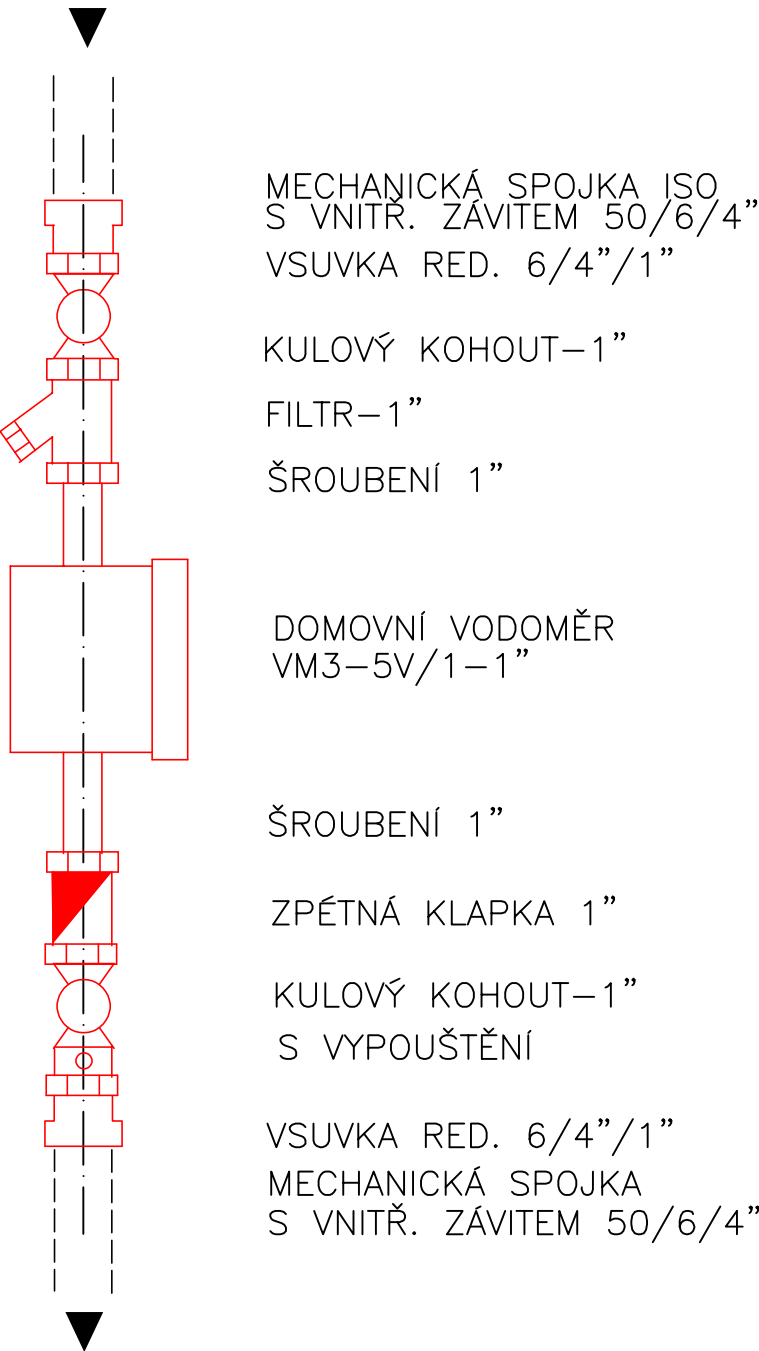 MECHANICKÁ SPOJKA ISO
S VNITŘ. ZÁVITEM 50/6/4”
VSUVKA RED. 6/4”/1”
KULOVÝ KOHOUT–1”
FILTR–1”
ŠROUBENÍ 1”
DOMOVNÍ VODOMĚR
VM3–5V/1–1”
ŠROUBENÍ 1”
ZPÉTNÁ KLAPKA 1”
KULOVÝ KOHOUT–1”
S VYPOUŠTĚNÍ
VSUVKA RED. 6/4”/1”
MECHANICKÁ SPOJKA
S VNITŘ. ZÁVITEM 50/6/4”